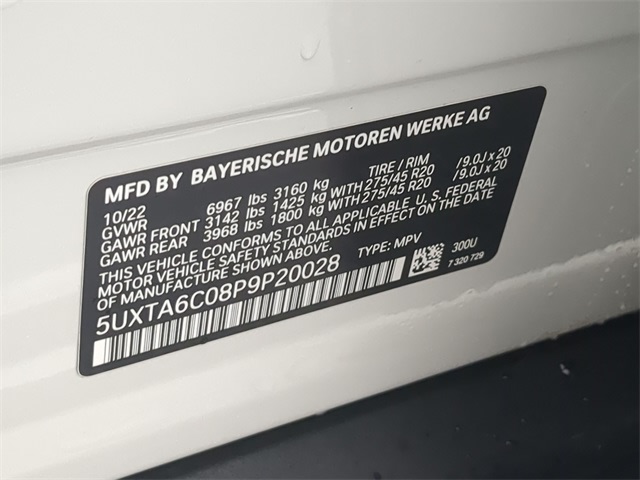 MFD BY BAYERISCHE MOTOREN WERKE AG
10/22 TIRE / RIM
GVWR 6967 lbs 3160 kg
GAWR FRONT 3142 lbs 1425 kg WITH 275/45 R20 /9.0J x 20
GAWR REAR 3968 lbs 1800 kg WITH 275/45 R20 /9.0J x 20
THIS VEHICLE CONFORMS TO ALL APPLICABLE U.S. FEDERAL
MOTOR VEHICLE SAFETY STANDARDS IN EFFECT ON THE DATE
OF MANUFACTURE SHOWN ABOVE.
TYPE: MPV 300U
5UXTA6C08P9P20028
7 320 729